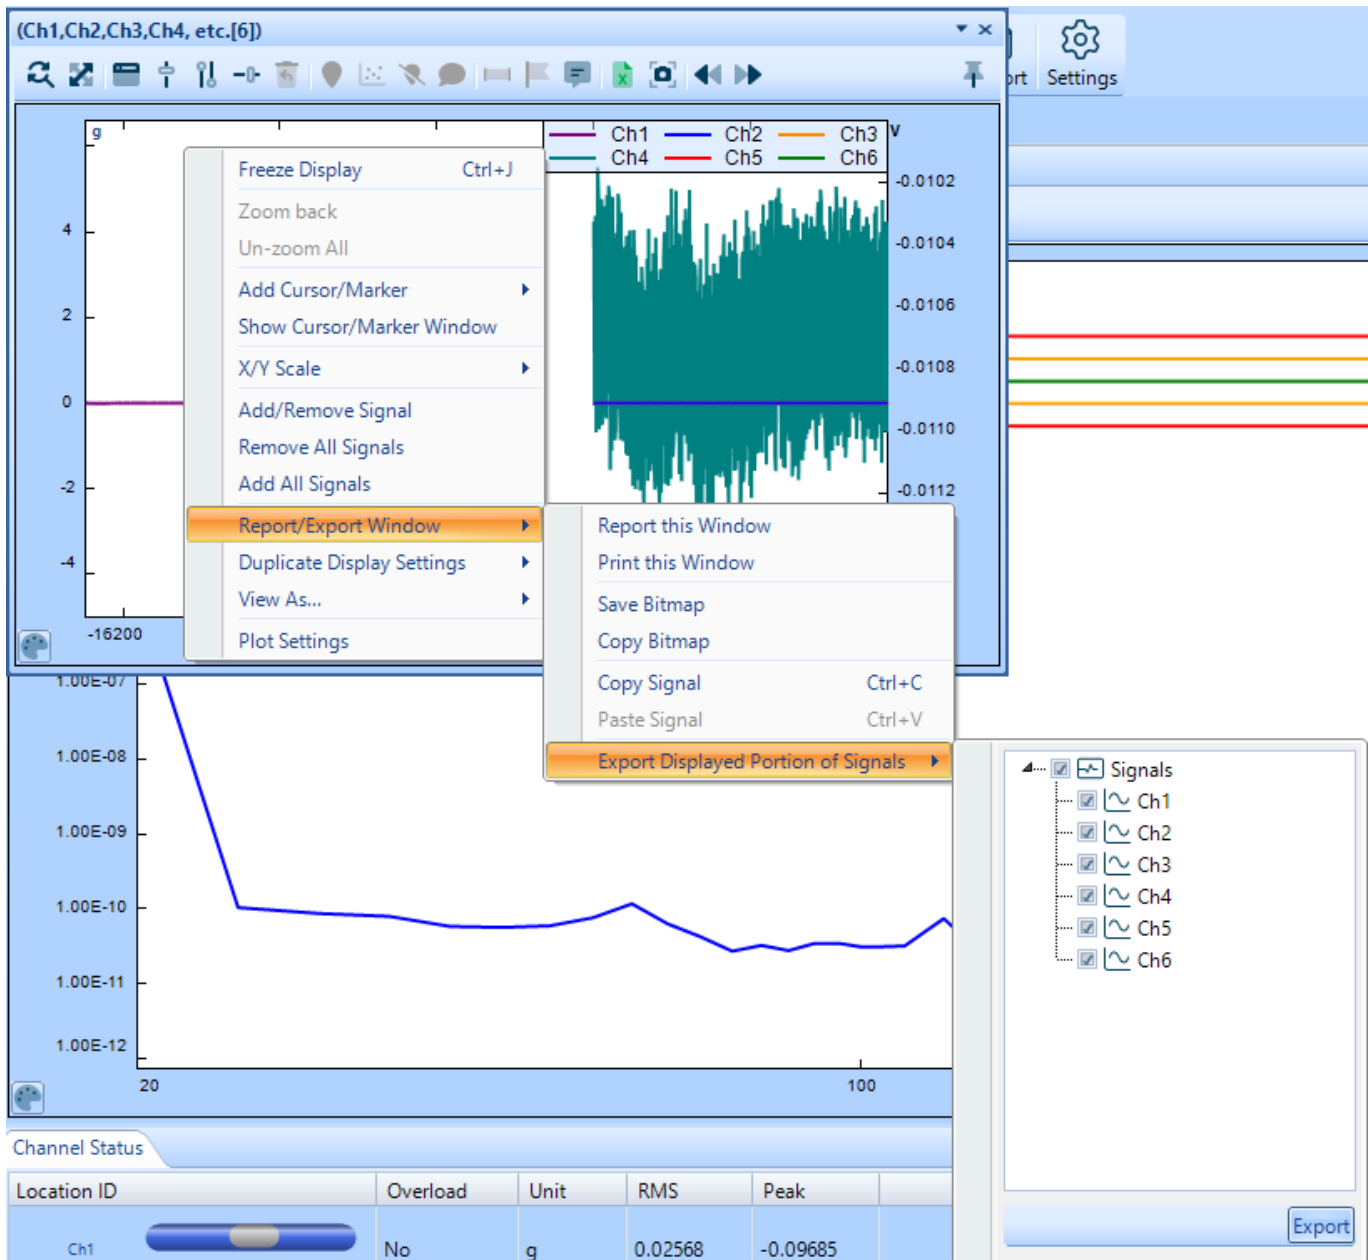 (Ch1,Ch2,Ch3,Ch4, etc.[6])
ort Settings
g
V
Ch1 Ch2 Ch3
Ch4 Ch5 Ch6
4
2
0
-2
-4
-16200
-0.0102
-0.0104
-0.0106
-0.0108
-0.0110
-0.0112
Freeze Display Ctrl+J
Zoom back
Un-zoom All
Add Cursor/Marker
Show Cursor/Marker Window
X/Y Scale
Add/Remove Signal
Remove All Signals
Add All Signals
Report/Export Window
Duplicate Display Settings
View As...
Plot Settings
Report this Window
Print this Window
Save Bitmap
Copy Bitmap
Copy Signal Ctrl+C
Paste Signal Ctrl+V
Export Displayed Portion of Signals
Signals
Ch1
Ch2
Ch3
Ch4
Ch5
Ch6
Export
1.00E-07
1.00E-08
1.00E-09
1.00E-10
1.00E-11
1.00E-12
20 100
Channel Status
Location ID Overload Unit RMS Peak
Ch1 No g 0.02568 -0.09685